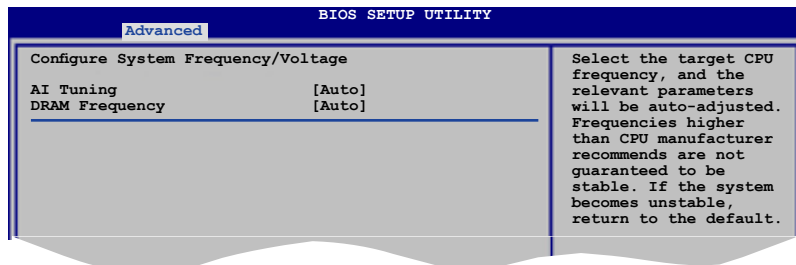 BIOS SETUP UTILITY
Advanced
Configure System Frequency/Voltage
AI Tuning [Auto]
DRAM Frequency [Auto]
Select the target CPU
frequency, and the
relevant parameters
will be auto-adjusted.
Frequencies higher
than CPU manufacturer
recommends are not
guaranteed to be
stable. If the system
becomes unstable,
return to the default.